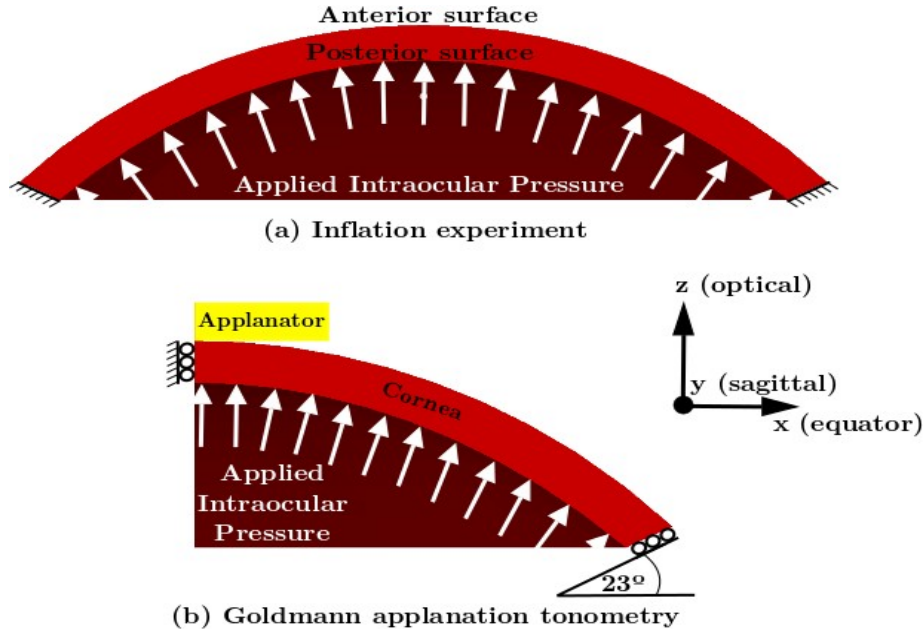 Anterior surface
Posterior surface
Applied Intraocular Pressure
(a) Inflation experiment
Applanator
Cornea
Applied
Intraocular
Pressure
z (optical)
y (sagittal)
x (equator)
23º
(b) Goldmann applanation tonometry